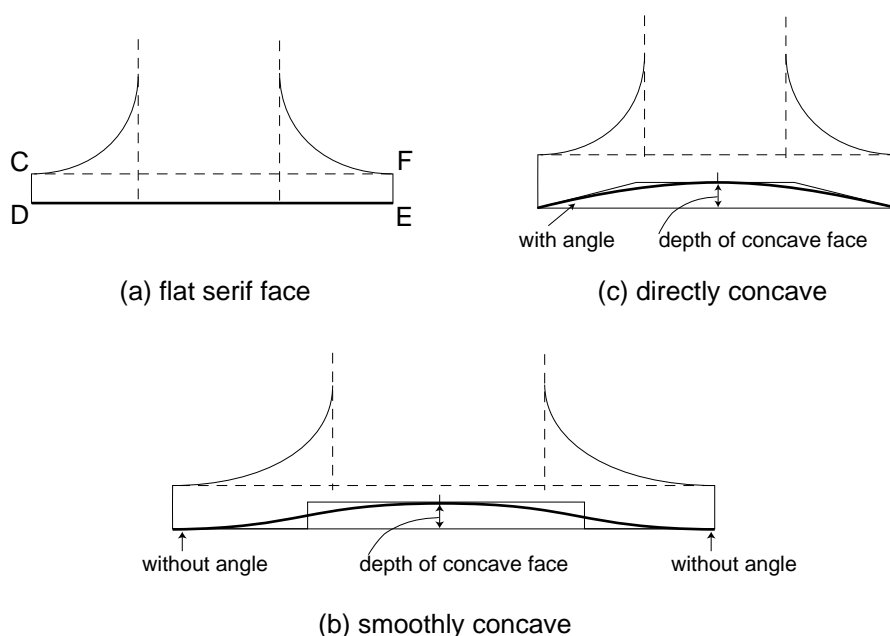 C
F
D
E
with angle
depth of concave face
(a) flat serif face
(c) directly concave
without angle
depth of concave face
without angle
(b) smoothly concave